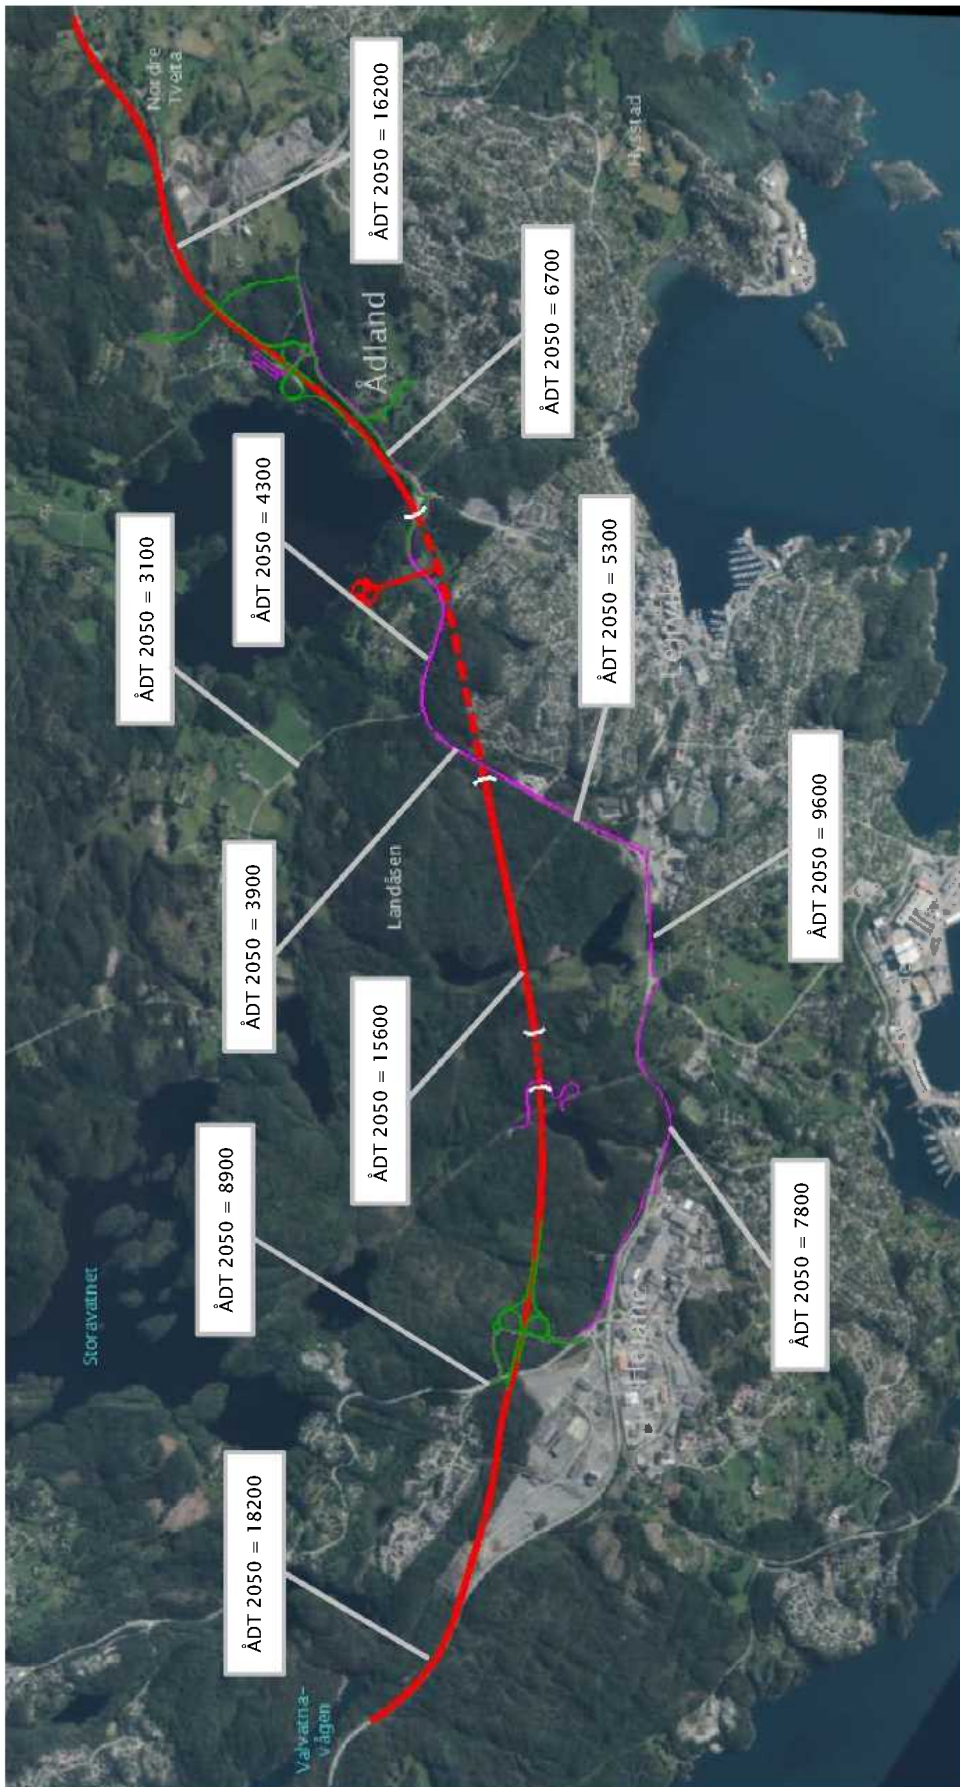 Storavatnet
ÅDT 2050 = 3100
Nordre
Tveita
ÅDT 2050 = 8900
ÅDT 2050 = 18200
ÅDT 2050 = 3900
ÅDT 2050 = 4300
Valvatna-
vågen
ÅDT 2050 = 15600
Landåsen
Ådland
ÅDT 2050 = 16200
ÅDT 2050 = 6700
ÅDT 2050 = 5300
Hystad
Leirvik
ÅDT 2050 = 7800
ÅDT 2050 = 9600